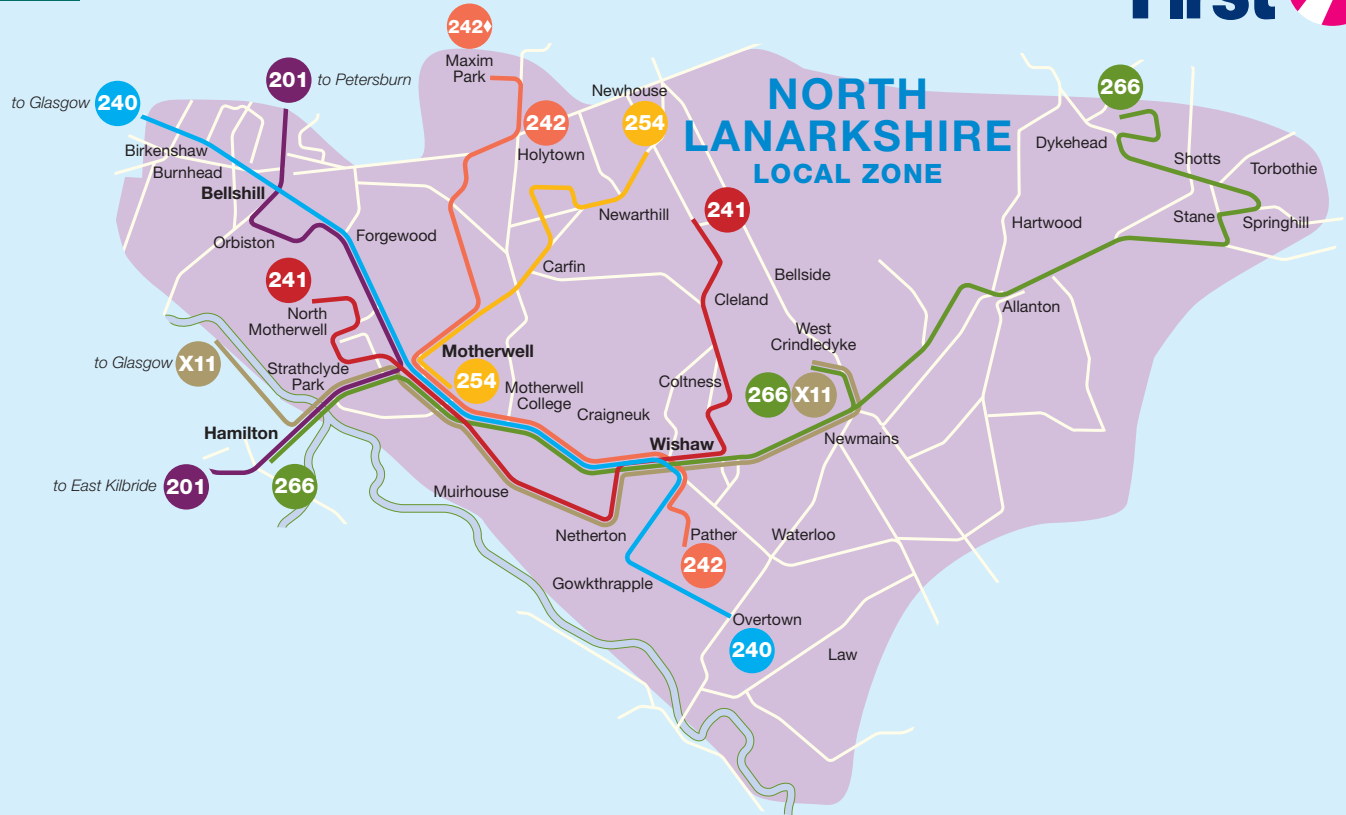 First
242♦
Maxim
Park
201 to Petersburn
to Glasgow 240
Newhouse
254
NORTH
LANARKSHIRE
LOCAL ZONE
266
242
Holytown
Dykehead
Birkenshaw
Burnhead
Bellshill
Shotts
Torbothie
Newarthill
241
Stane
Springhill
Hartwood
Orbiston
Forgewood
Carfin
Bellside
241
North
Motherwell
Cleland
Allanton
West
Crindledyke
to Glasgow X11
Strathclyde
Park
Motherwell
254
Motherwell
College
Craigneuk
Coltness
266 X11
Hamilton
Wishaw
Newmains
to East Kilbride 201
266
Muirhouse
Netherton
Pather
242
Waterloo
Gowkthrapple
Overtown
240
Law